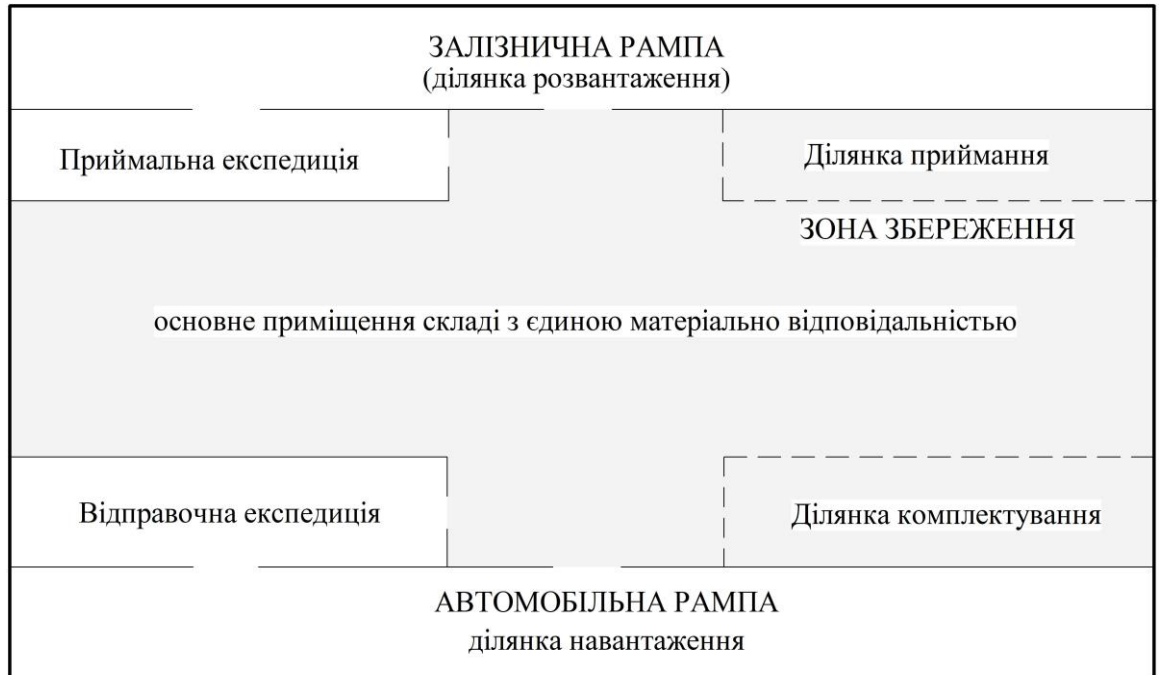 ЗАЛІЗНИЧНА РАМПА
(ділянка розвантаження)
Приймальна експедиція
Ділянка приймання
ЗОНА ЗБЕРЕЖЕННЯ
основне приміщення складі з єдиною матеріально відповідальністью
Відправочна експедиція
Ділянка комплектування
АВТОМОБІЛЬНА РАМПА
ділянка навантаження